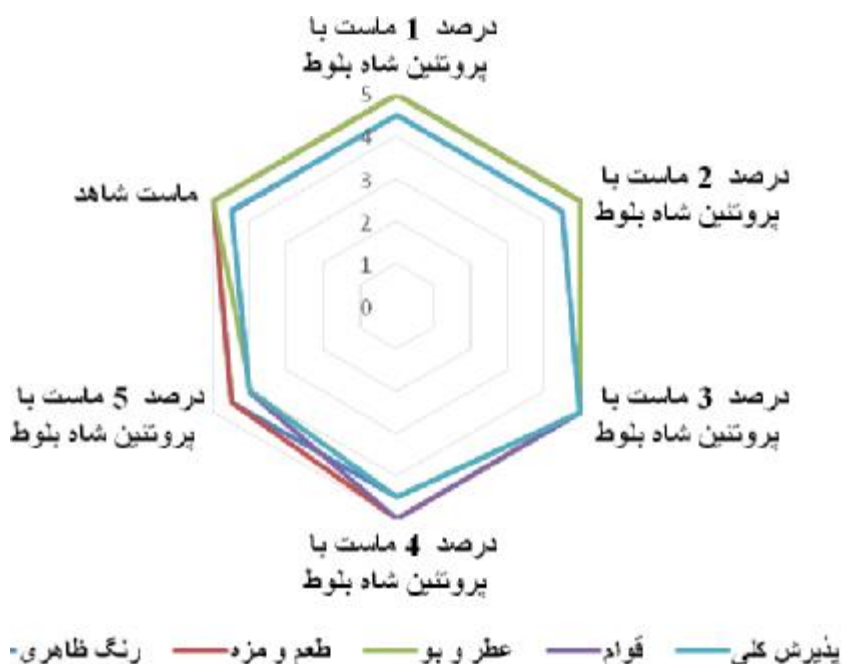 درصد 1 ماست با
پروتئین شاه بلوط
5
4
3
2
1
0
درصد 2 ماست با
پروتئین شاه بلوط
درصد 3 ماست با
پروتئین شاه بلوط
درصد 4 ماست با
پروتئین شاه بلوط
درصد 5 ماست با
پروتئین شاه بلوط
ماست شاهد
پذیرش کلی قوام عطر و بو طعم و مزه رنگ ظاهری